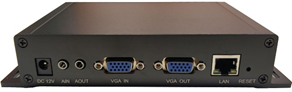 DC 12V AIN AOUT VGA IN VGA OUT LAN RESET